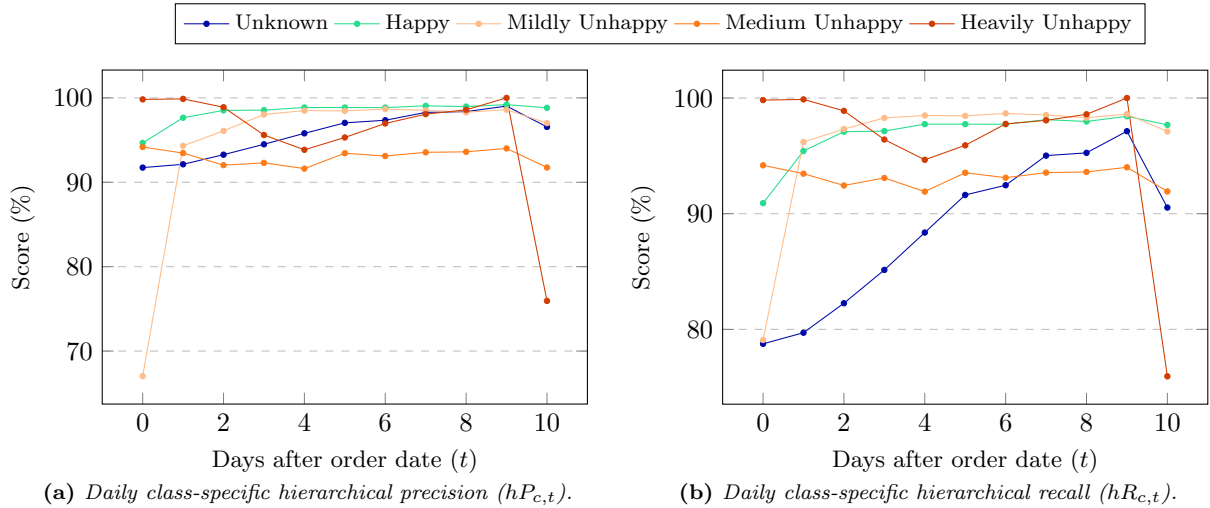 Unknown Happy Mildly Unhappy Medium Unhappy Heavily Unhappy
100
90
80
70
Score (%)
0 2 4 6 8 10
Days after order date (t)
(a) Daily class-specific hierarchical precision (hP_{c,t}).
100
90
80
Score (%)
0 2 4 6 8 10
Days after order date (t)
(b) Daily class-specific hierarchical recall (hR_{c,t}).